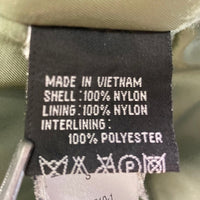 MADE IN VIETNAM
SHELL: 100% NYLON
LINING: 100% NYLON
INTERLINING:
100% POLYESTER